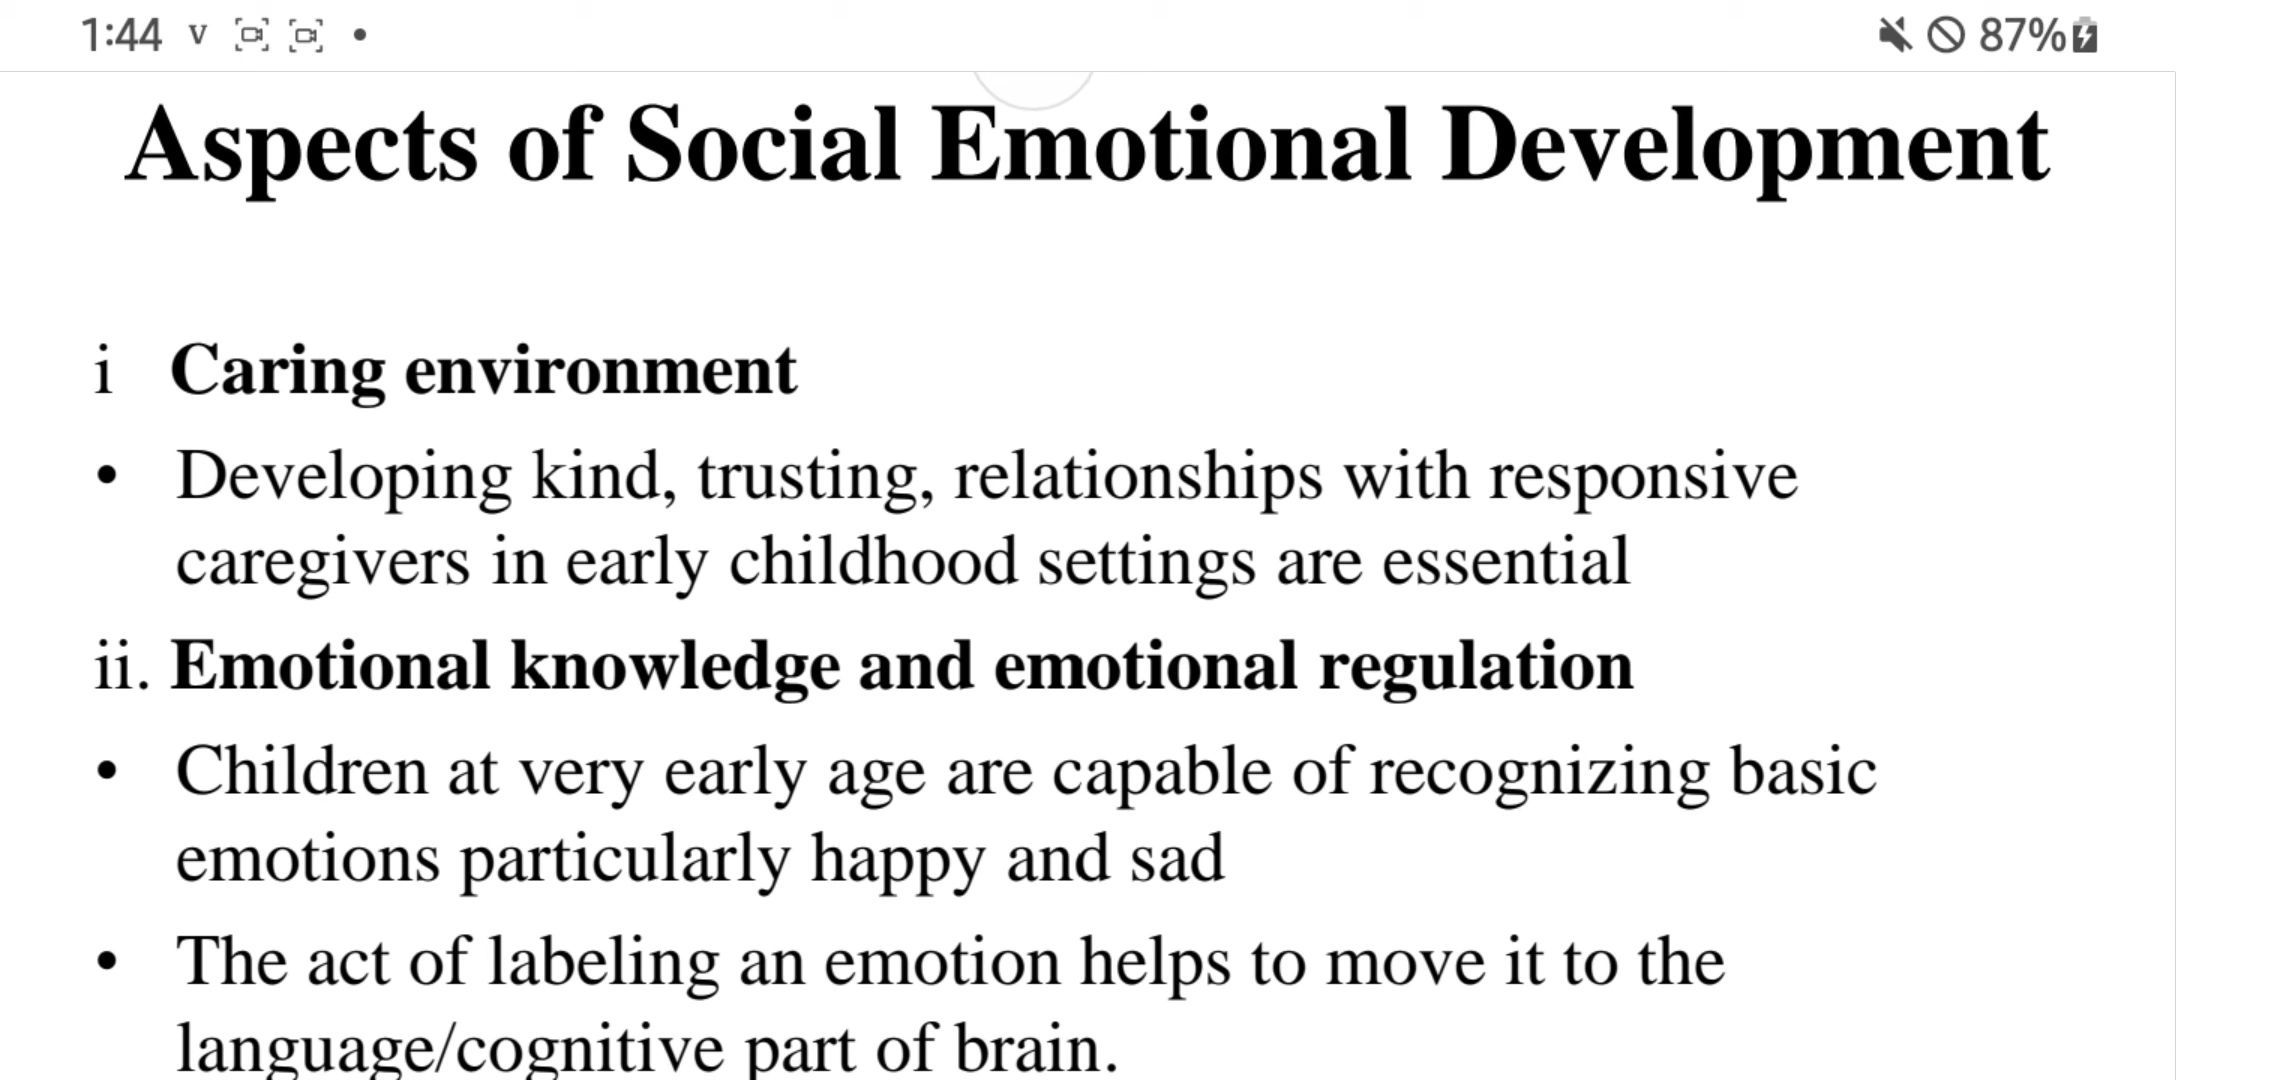 1:44 v
87%
Aspects of Social Emotional Development
i Caring environment
• Developing kind, trusting, relationships with responsive
caregivers in early childhood settings are essential
ii. Emotional knowledge and emotional regulation
• Children at very early age are capable of recognizing basic
emotions particularly happy and sad
• The act of labeling an emotion helps to move it to the
language/cognitive part of brain.